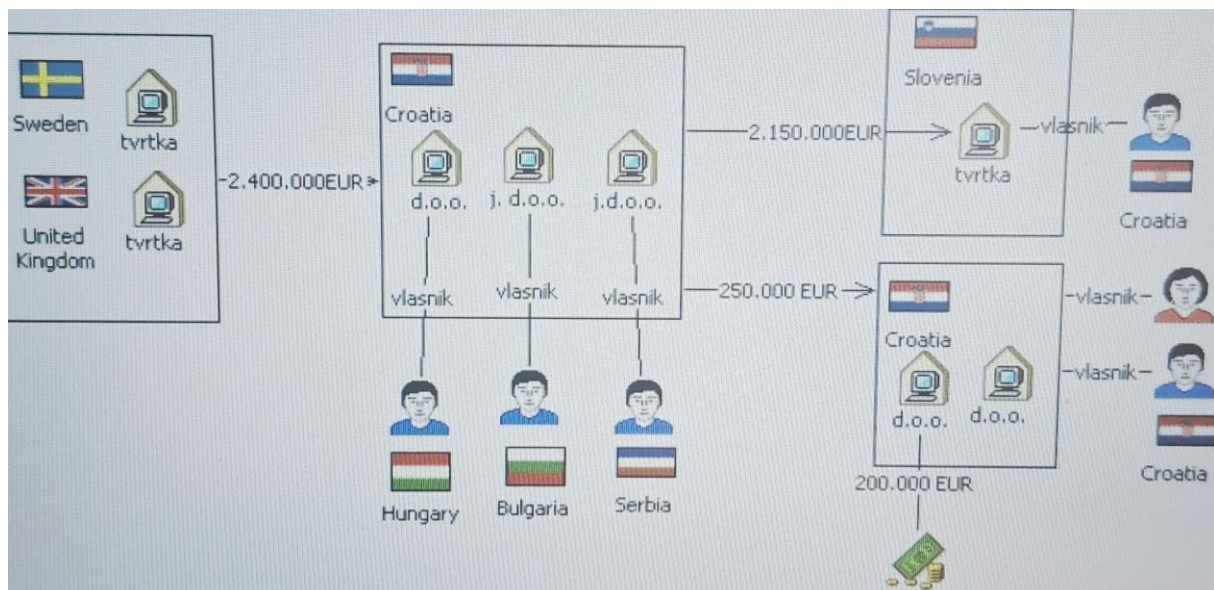 Sweden
tvrtka
United
Kingdom
tvrtka
2.400.000EUR
Croatia
d.o.o.
j. d.o.o.
j.d.o.o.
vlasnik
vlasnik
vlasnik
Hungary
Bulgaria
Serbia
2.150.000EUR
Slovenia
tvrtka
vlasnik
Croatia
250.000 EUR
Croatia
d.o.o.
d.o.o.
vlasnik
vlasnik
Croatia
200.000 EUR